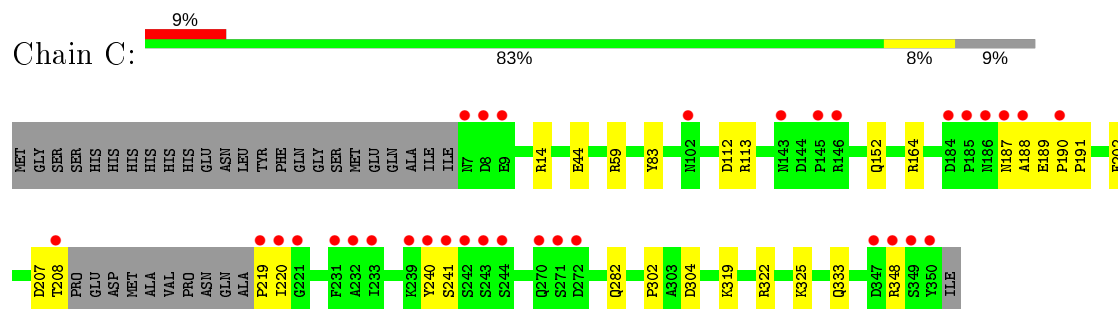 9%
Chain C:
83% 8% 9%
MET GLY SER SER HIS HIS HIS HIS HIS HIS GLU ASN LEU TYR PHE GLN GLY SER MET GLU GLN ALA ILE ILE N7 D8 E9 R14 E44 R59 Y83 N102 D112 R113 N143 D144 P145 R146 Q152 R164 D184 P185 N186 N187 A188 E189 P190 P191
D207 T208 PRO GLU ASP MET ALA VAL PRO ASN GLN ALA P219 I220 G221 F231 A232 I233 K239 Y240 S241 S242 S243 S244 Q270 S271 D272 Q282 P302 A303 D304 K319 R322 K325 Q333 D347 R348 S349 Y350 ILE